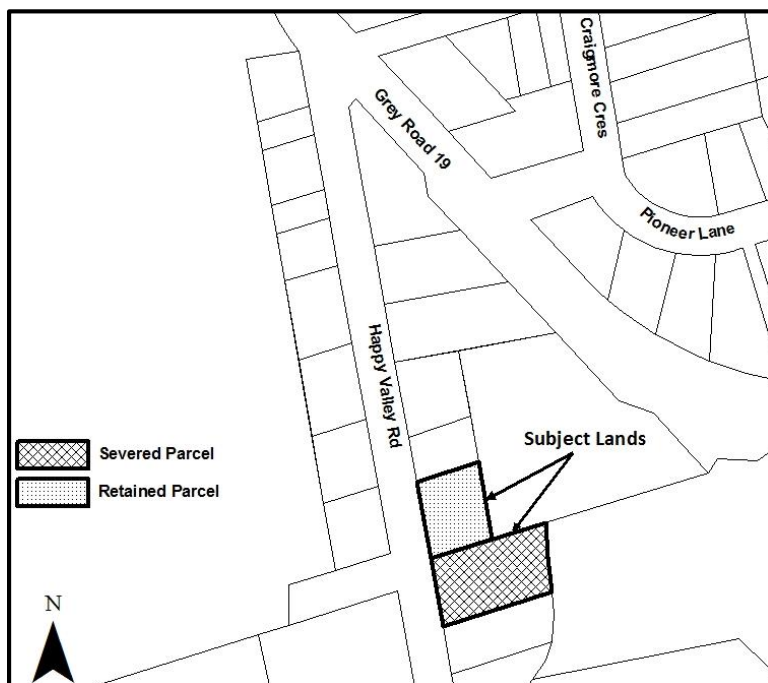 Craigmore Cres
Grey Road 19
Pioneer Lane
Happy Valley Rd
Subject Lands
Severed Parcel
Retained Parcel
N